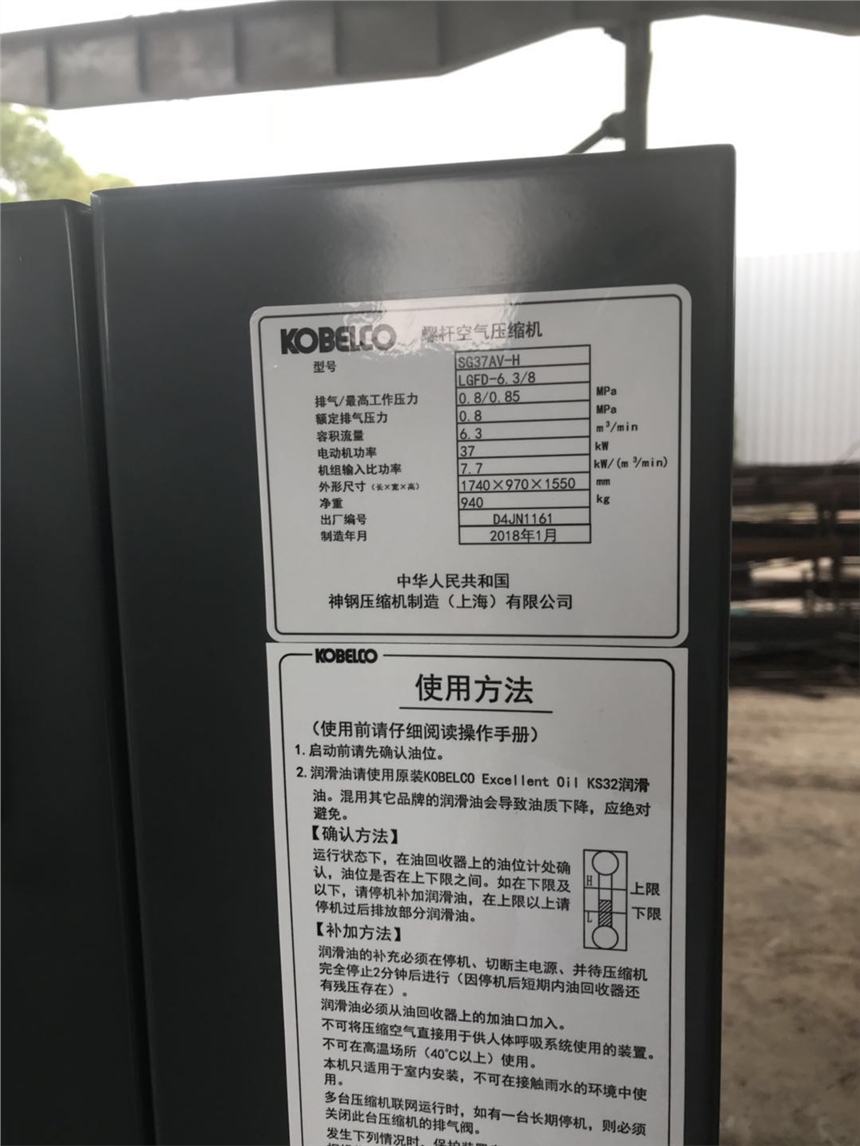 KOBELCO 螺杆空气压缩机
型号 SG37AV-H
LGFD-6.3/8
排气/最高工作压力 0.8/0.85 MPa
额定排气压力 0.8 MPa
容积流量 6.3 m³/min
电动机功率 37 kW
机组输入比功率 7.7 kW/(m³/min)
外形尺寸（长×宽×高） 1740×970×1550 mm
净重 940 kg
出厂编号 D4JN1161
制造年月 2018年1月
中华人民共和国
神钢压缩机制造（上海）有限公司
KOBELCO
使用方法
（使用前请仔细阅读操作手册）
1.启动前请先确认油位。
2.润滑油请使用原装KOBELCO Excellent Oil KS32润滑
油。混用其它品牌的润滑油会导致油质下降，应绝对
避免。
【确认方法】
运行状态下，在油回收器上的油位计处确
认，油位是否在上下限之间。如在下限及
以下，请停机补加润滑油，在上限以上请
停机过后排放部分润滑油。
H 上限
L 下限
【补加方法】
润滑油的补充必须在停机、切断主电源、并待压缩机
完全停止2分钟后进行（因停机后短期内油回收器还
有残压存在）。
润滑油必须从油回收器上的加油口加入。
不可将压缩空气直接用于供人体呼吸系统使用的装置。
不可在高温场所（40℃以上）使用。
本机只适用于室内安装，不可在接触雨水的环境中使
用。
多台压缩机联网运行时，如有一台长期停机，则必须
关闭此台压缩机的排气阀。
发生下列情况时，保护装置